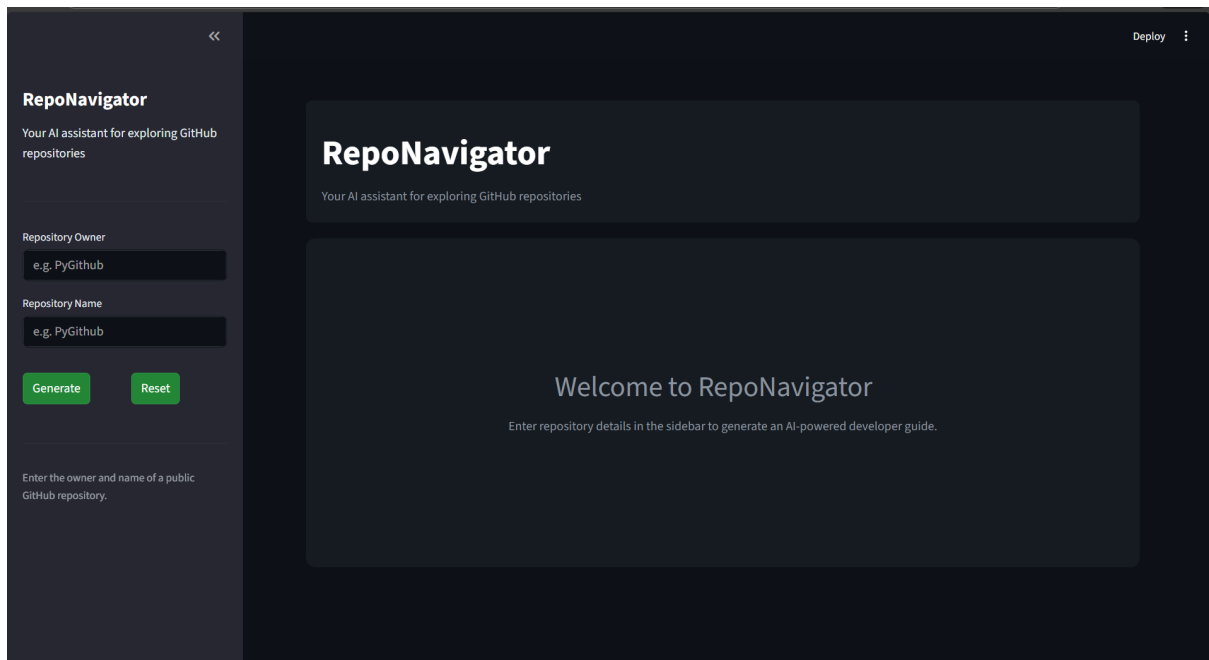 RepoNavigator
Your AI assistant for exploring GitHub
repositories
Repository Owner
e.g. PyGithub
Repository Name
e.g. PyGithub
Generate
Reset
Enter the owner and name of a public
GitHub repository.
Deploy
RepoNavigator
Your AI assistant for exploring GitHub repositories
Welcome to RepoNavigator
Enter repository details in the sidebar to generate an AI-powered developer guide.